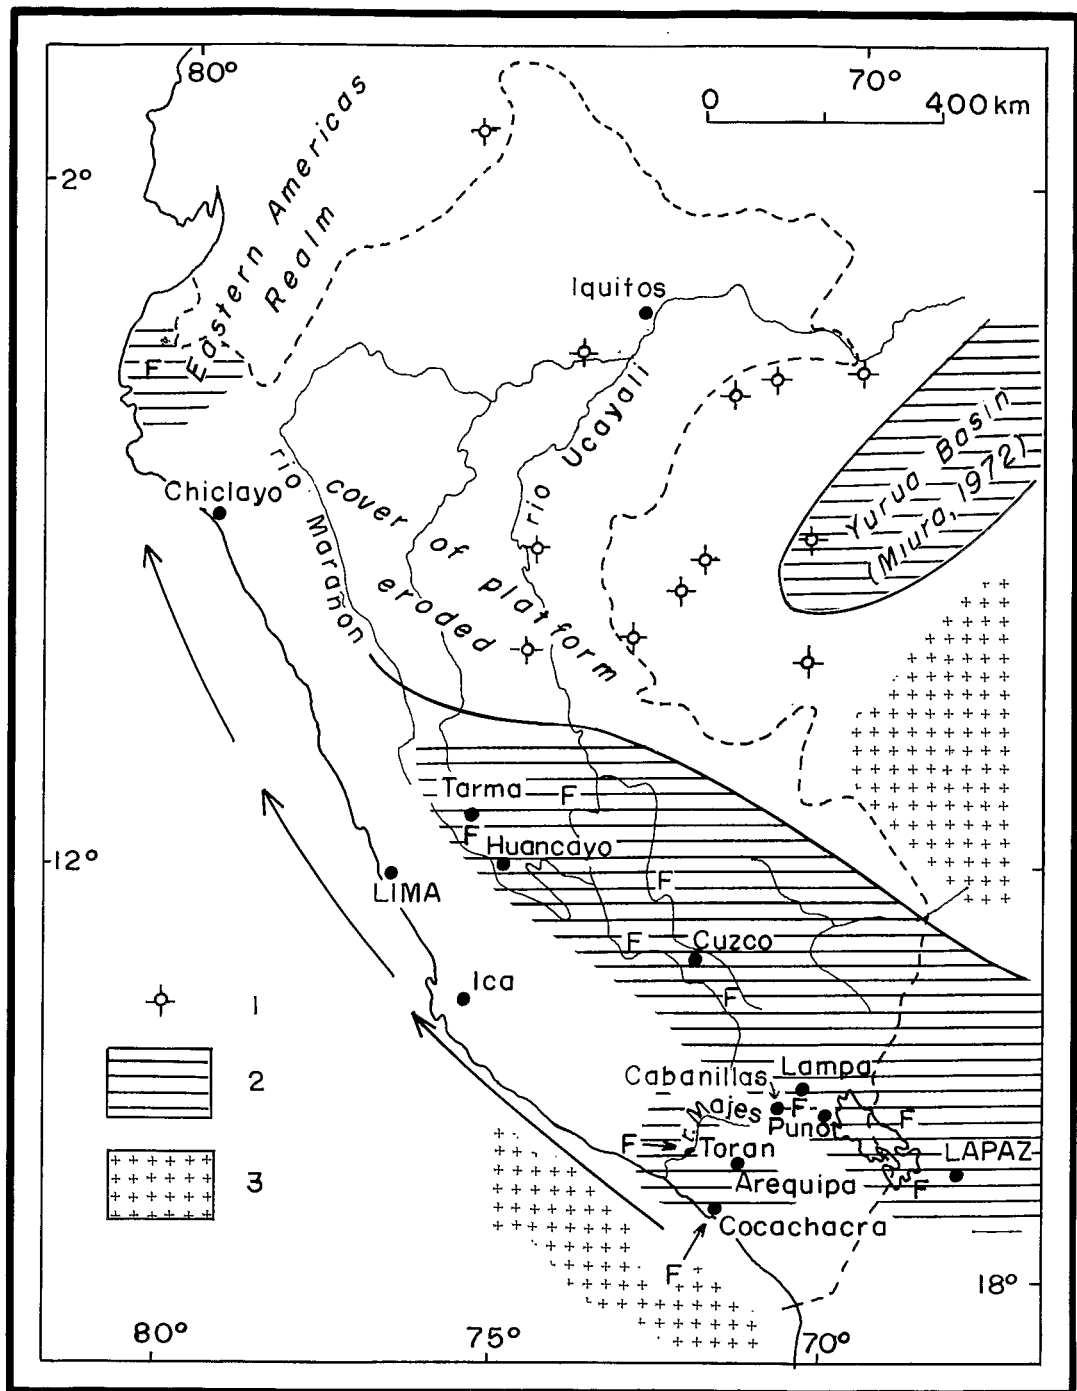 80°
70°
0
400 km
2°
Eastern Americas
Realm
Iquitos
F
rio Ucayali
Yurua Basin
(Miura, 1972)
Chiclayo
rio Marañon
cover of platform
eroded
Tarma
F
F
Huancayo
12°
LIMA
F
F
Cuzco
Ica
F
1
2
3
Lampa
Cabanillas
Majes
F
Puno
F
F
Toran
LAPAZ
Arequipa
F
Cocachacra
F
18°
80°
75°
70°